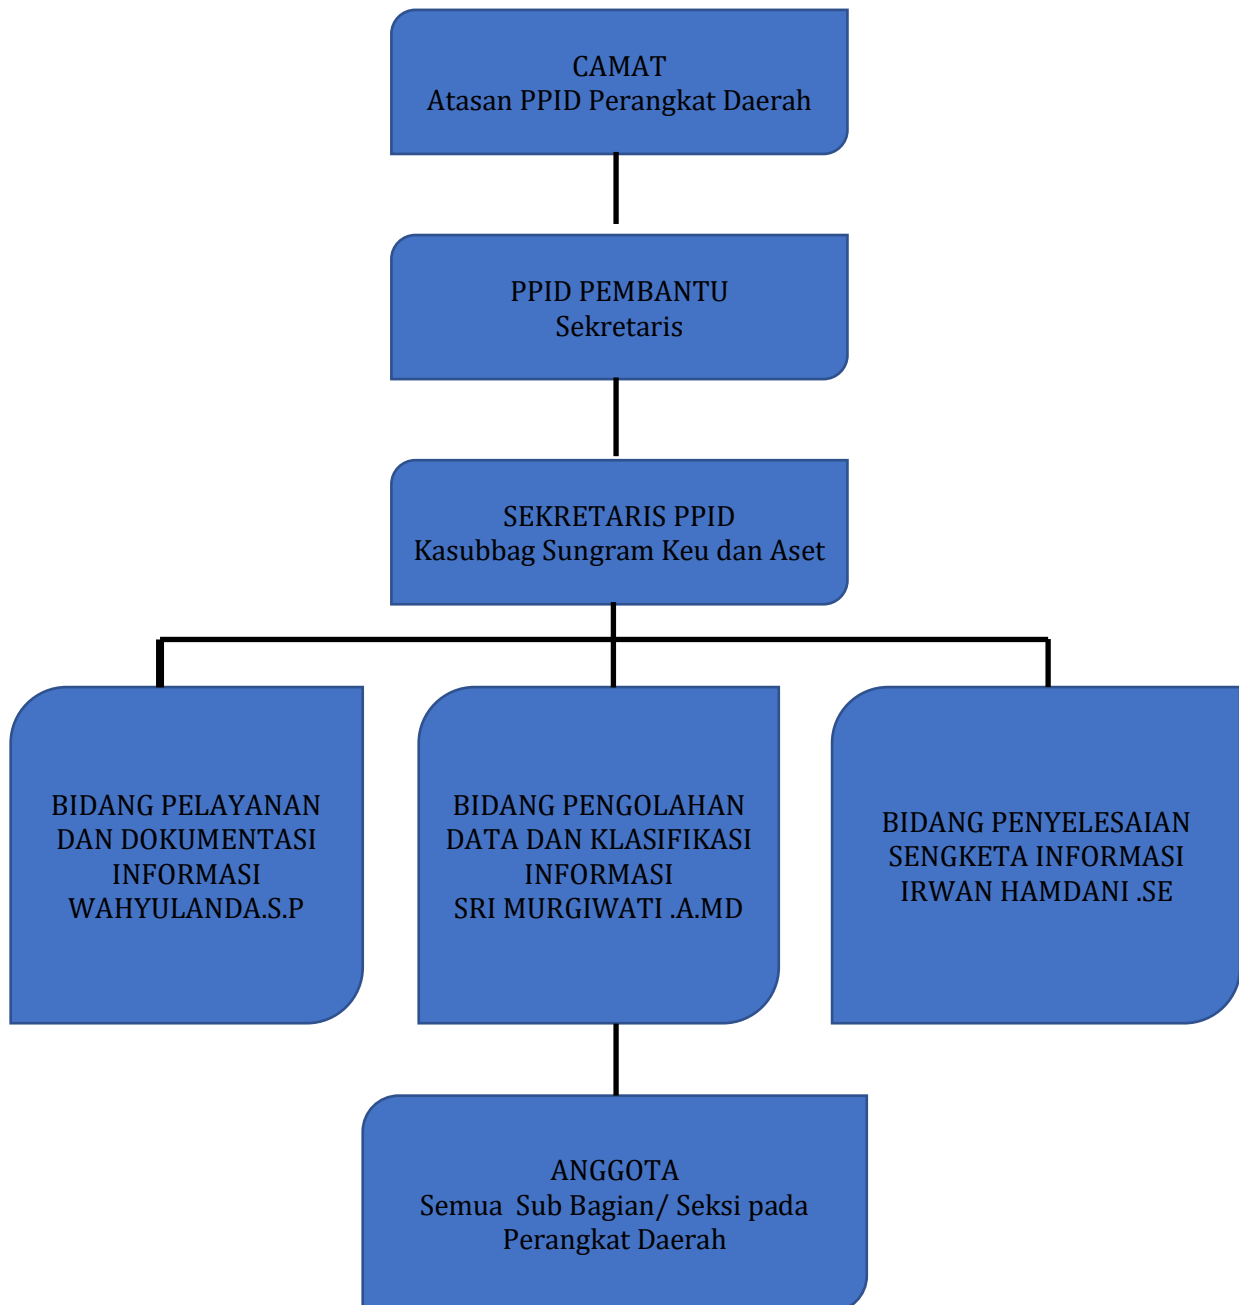 CAMAT
Atasan PPID Perangkat Daerah
PPID PEMBANTU
Sekretaris
SEKRETARIS PPID
Kasubbag Sungram Keu dan Aset
BIDANG PELAYANAN
DAN DOKUMENTASI
INFORMASI
WAHYULANDA.S.P
BIDANG PENGOLAHAN
DATA DAN KLASIFIKASI
INFORMASI
SRI MURGIWATI .A.MD
BIDANG PENYELESAIAN
SENGKETA INFORMASI
IRWAN HAMDANI .SE
ANGGOTA
Semua  Sub Bagian/ Seksi pada
Perangkat Daerah